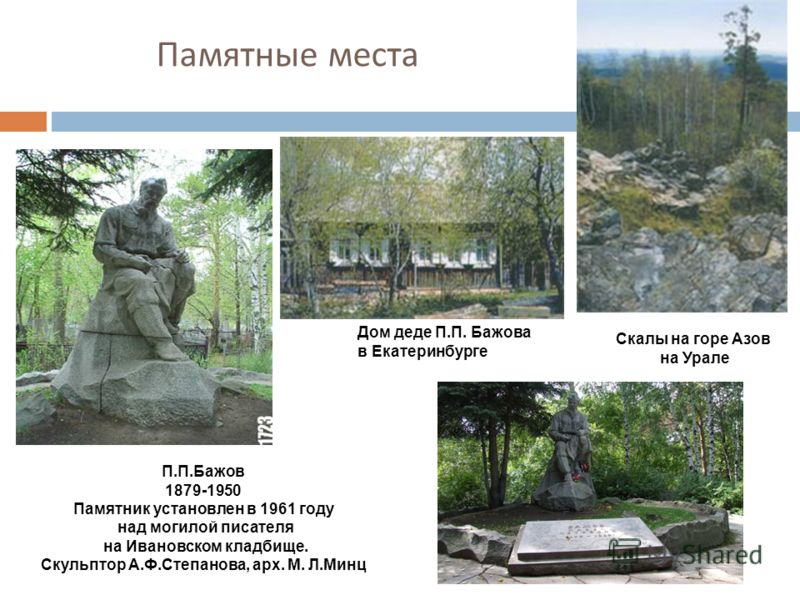 Памятные места
Дом деде П.П. Бажова
в Екатеринбурге
Скалы на горе Азов
на Урале
1723
П.П.Бажов
1879-1950
Памятник установлен в 1961 году
над могилой писателя
на Ивановском кладбище.
Скульптор А.Ф.Степанова, арх. М. Л.Минц
Shared